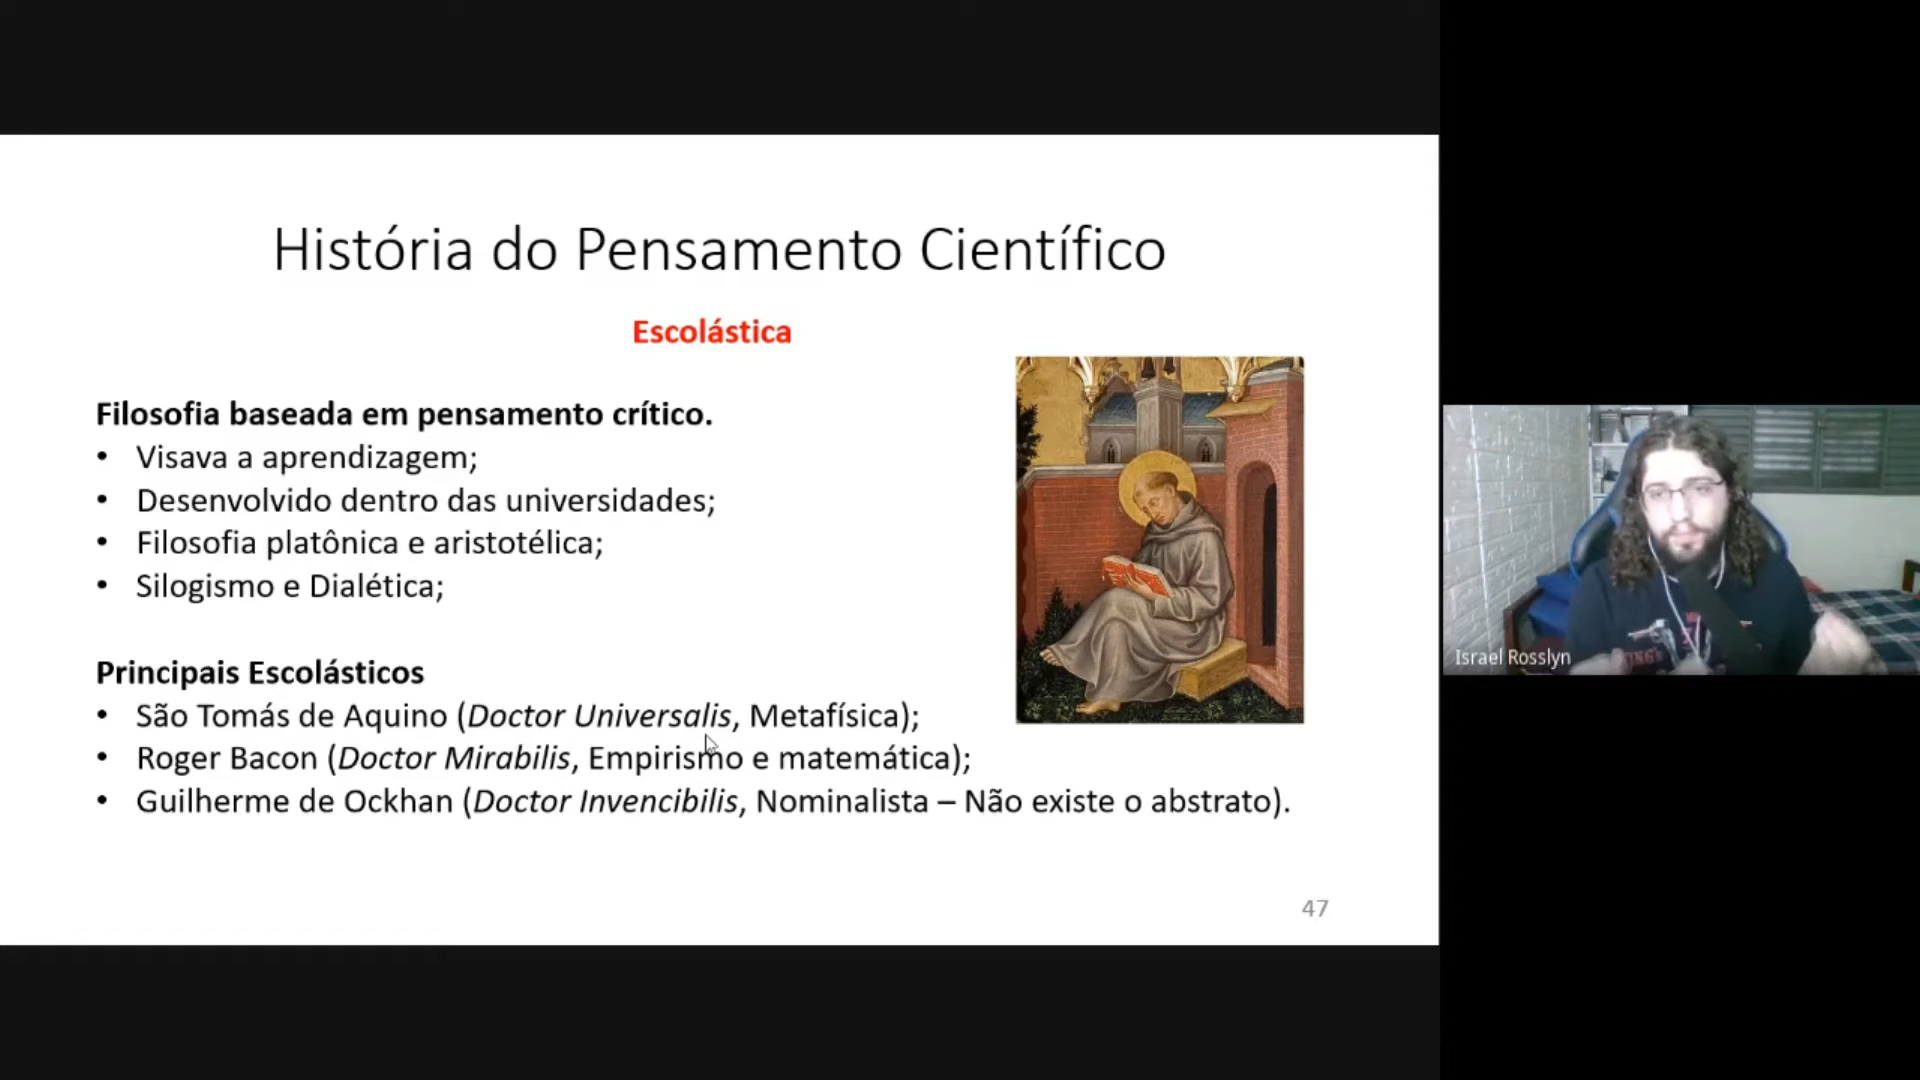 História do Pensamento Científico
Escolástica
Filosofia baseada em pensamento crítico.
• Visava a aprendizagem;
• Desenvolvido dentro das universidades;
• Filosofia platônica e aristotélica;
• Silogismo e Dialética;
Principais Escolásticos
• São Tomás de Aquino (Doctor Universalis, Metafísica);
• Roger Bacon (Doctor Mirabilis, Empirismo e matemática);
• Guilherme de Ockhan (Doctor Invencibilis, Nominalista – Não existe o abstrato).
47
Israel Rosslyn